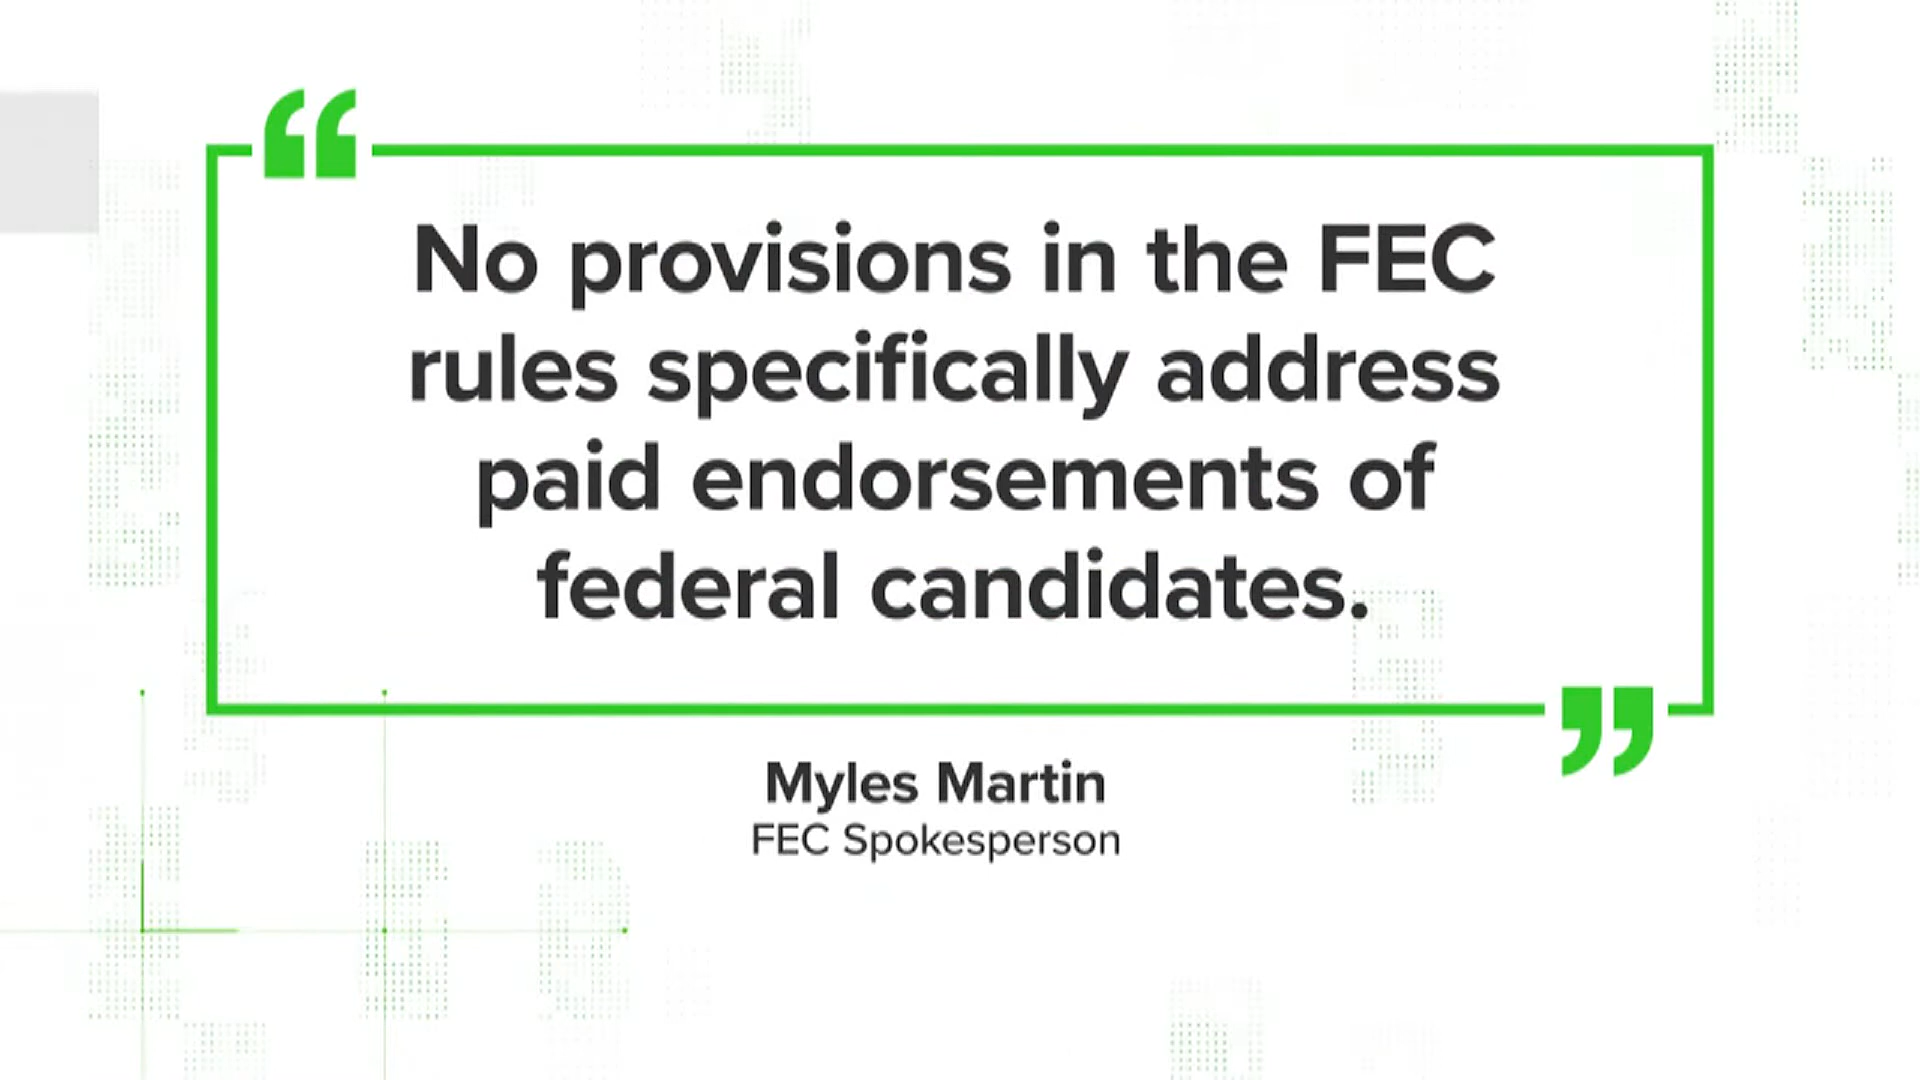 “
No provisions in the FEC
rules specifically address
paid endorsements of
federal candidates.
”
Myles Martin
FEC Spokesperson